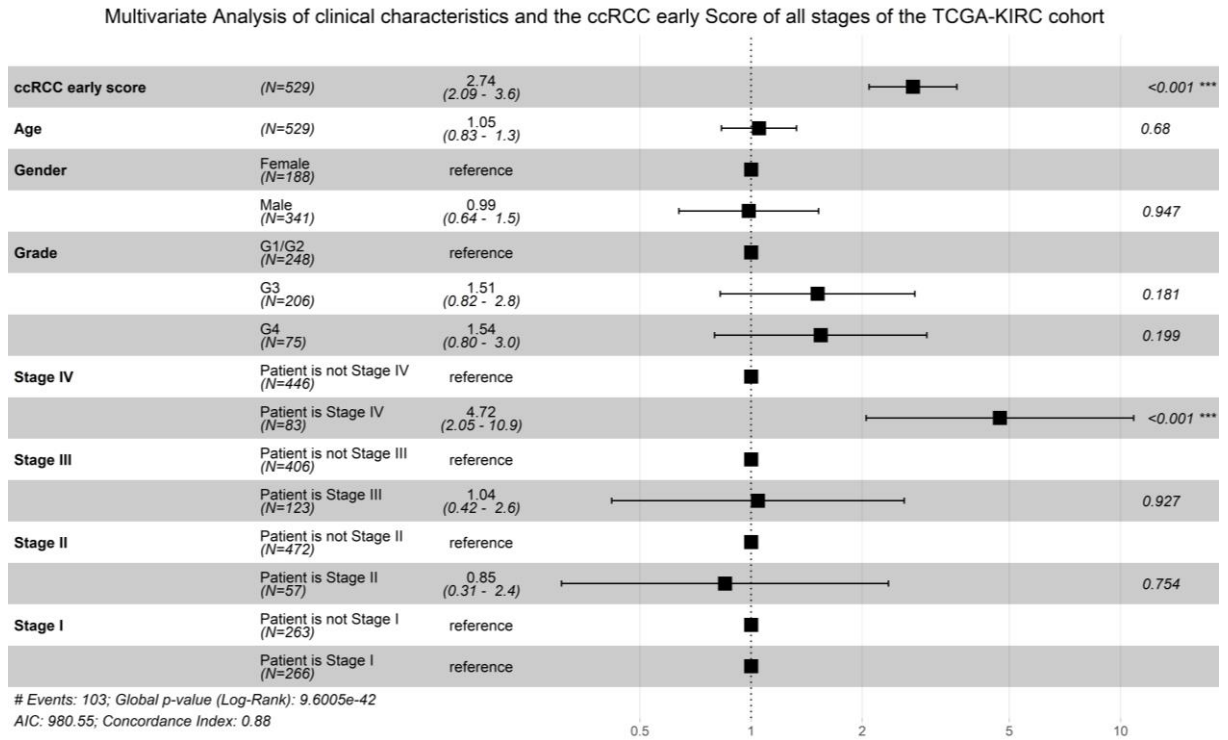 Multivariate Analysis of clinical characteristics and the ccRCC early Score of all stages of the TCGA-KIRC cohort
ccRCC early score (N=529) 2.74 (2.09 - 3.6) <0.001 ***
Age (N=529) 1.05 (0.83 - 1.3) 0.68
Gender Female (N=188) reference
Male (N=341) 0.99 (0.64 - 1.5) 0.947
Grade G1/G2 (N=248) reference
G3 (N=206) 1.51 (0.82 - 2.8) 0.181
G4 (N=75) 1.54 (0.80 - 3.0) 0.199
Stage IV Patient is not Stage IV (N=446) reference
Patient is Stage IV (N=83) 4.72 (2.05 - 10.9) <0.001 ***
Stage III Patient is not Stage III (N=406) reference
Patient is Stage III (N=123) 1.04 (0.42 - 2.6) 0.927
Stage II Patient is not Stage II (N=472) reference
Patient is Stage II (N=57) 0.85 (0.31 - 2.4) 0.754
Stage I Patient is not Stage I (N=263) reference
Patient is Stage I (N=266) reference
# Events: 103; Global p-value (Log-Rank): 9.6005e-42
AIC: 980.55; Concordance Index: 0.88
0.5 1 2 5 10